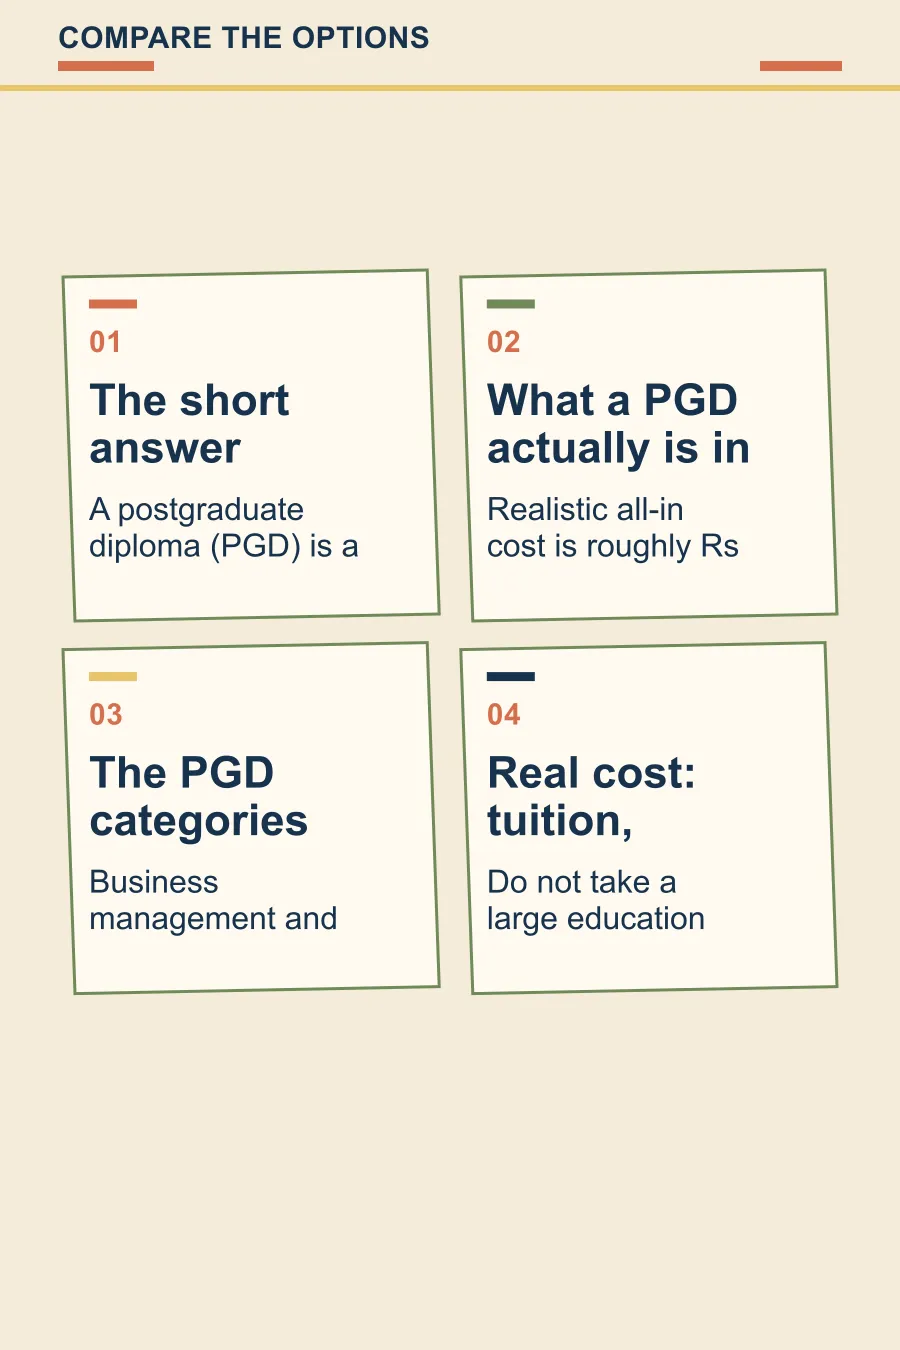 COMPARE THE OPTIONS
01
The short
answer
A postgraduate
diploma (PGD) is a
02
What a PGD
actually is in
Realistic all-in
cost is roughly Rs
03
The PGD
categories
Business
management and
04
Real cost:
tuition,
Do not take a
large education